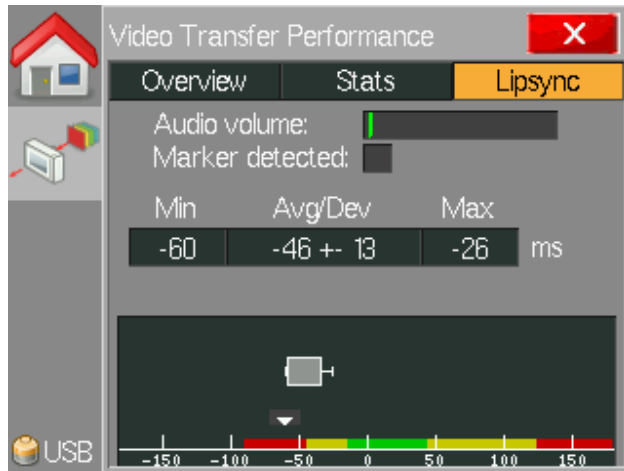 Video Transfer Performance
X
Overview Stats Lipsync
Audio volume:
Marker detected:
Min Avg/Dev Max
-60 -46 +- 13 -26 ms
-150 -100 -50 0 50 100 150
USB